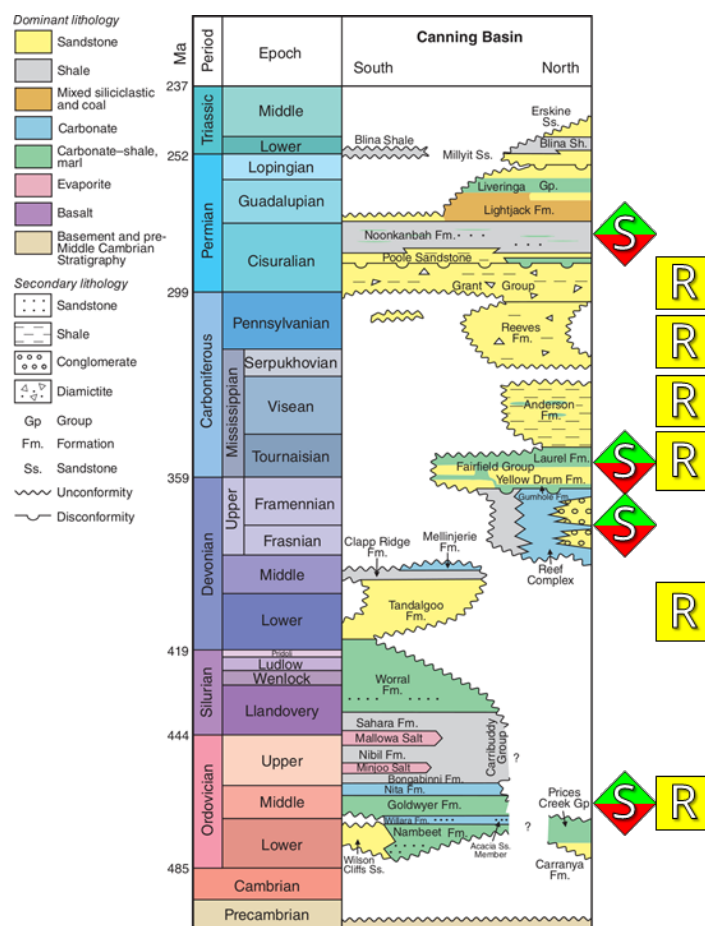 Dominant lithology
Sandstone
Shale
Mixed siliciclastic
and coal
Carbonate
Carbonate–shale,
marl
Evaporite
Basalt
Basement and pre-
Middle Cambrian
Stratigraphy
Secondary lithology
Sandstone
Shale
Conglomerate
Diamictite
Gp Group
Fm. Formation
Ss. Sandstone
Unconformity
Disconformity
Ma
Period
Epoch
Canning Basin
South North
237
Triassic
Middle
Lower
Erskine
Ss.
Blina Shale
Blina Sh.
Millyit Ss.
252
Permian
Lopingian
Guadalupian
Cisuralian
Liveringa Gp.
Lightjack Fm.
Noonkanbah Fm.
Poole Sandstone
Grant Group
S
R
299
Carboniferous
Pennsylvanian
Mississippian
Serpukhovian
Visean
Tournaisian
Reeves
Fm.
R
Anderson
Fm.
R
Laurel Fm.
Fairfield Group
Yellow Drum Fm.
S R
359
Devonian
Upper
Framennian
Frasnian
Middle
Lower
Gumhole Fm.
S
Clapp Ridge
Fm.
Mellinjerie
Fm.
Reef
Complex
Tandalgoo
Fm.
R
419
Silurian
Pridoli
Ludlow
Wenlock
Llandovery
Worral
Fm.
Sahara Fm.
Carribuddy
Group
444
Ordovician
Upper
Middle
Lower
Mallowa Salt
Nibil Fm.
Minjoo Salt
Bongabinni Fm.
?
Nita Fm.
Goldwyer Fm.
Willara Fm.
Nambeet Fm.
Acacia Ss.
Member
?
Prices
Creek Gp
S R
Wilson
Cliffs Ss.
Carranya
Fm.
485
Cambrian
Precambrian